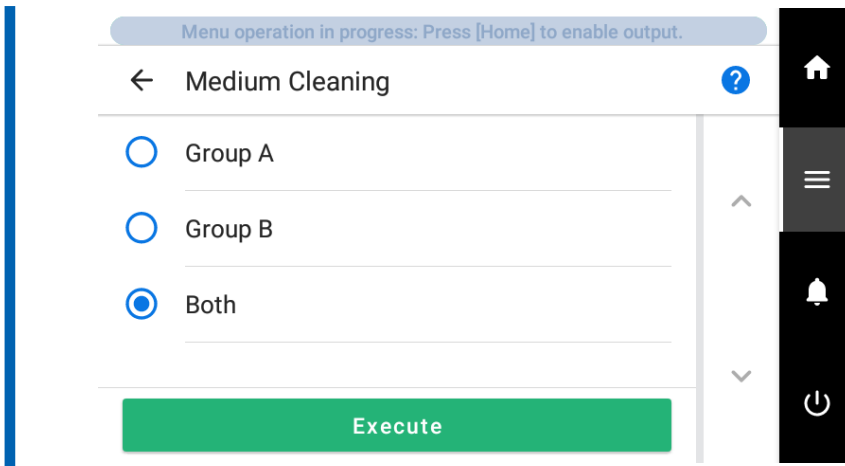 Menu operation in progress: Press [Home] to enable output.
Medium Cleaning
?
Group A
Group B
Both
Execute